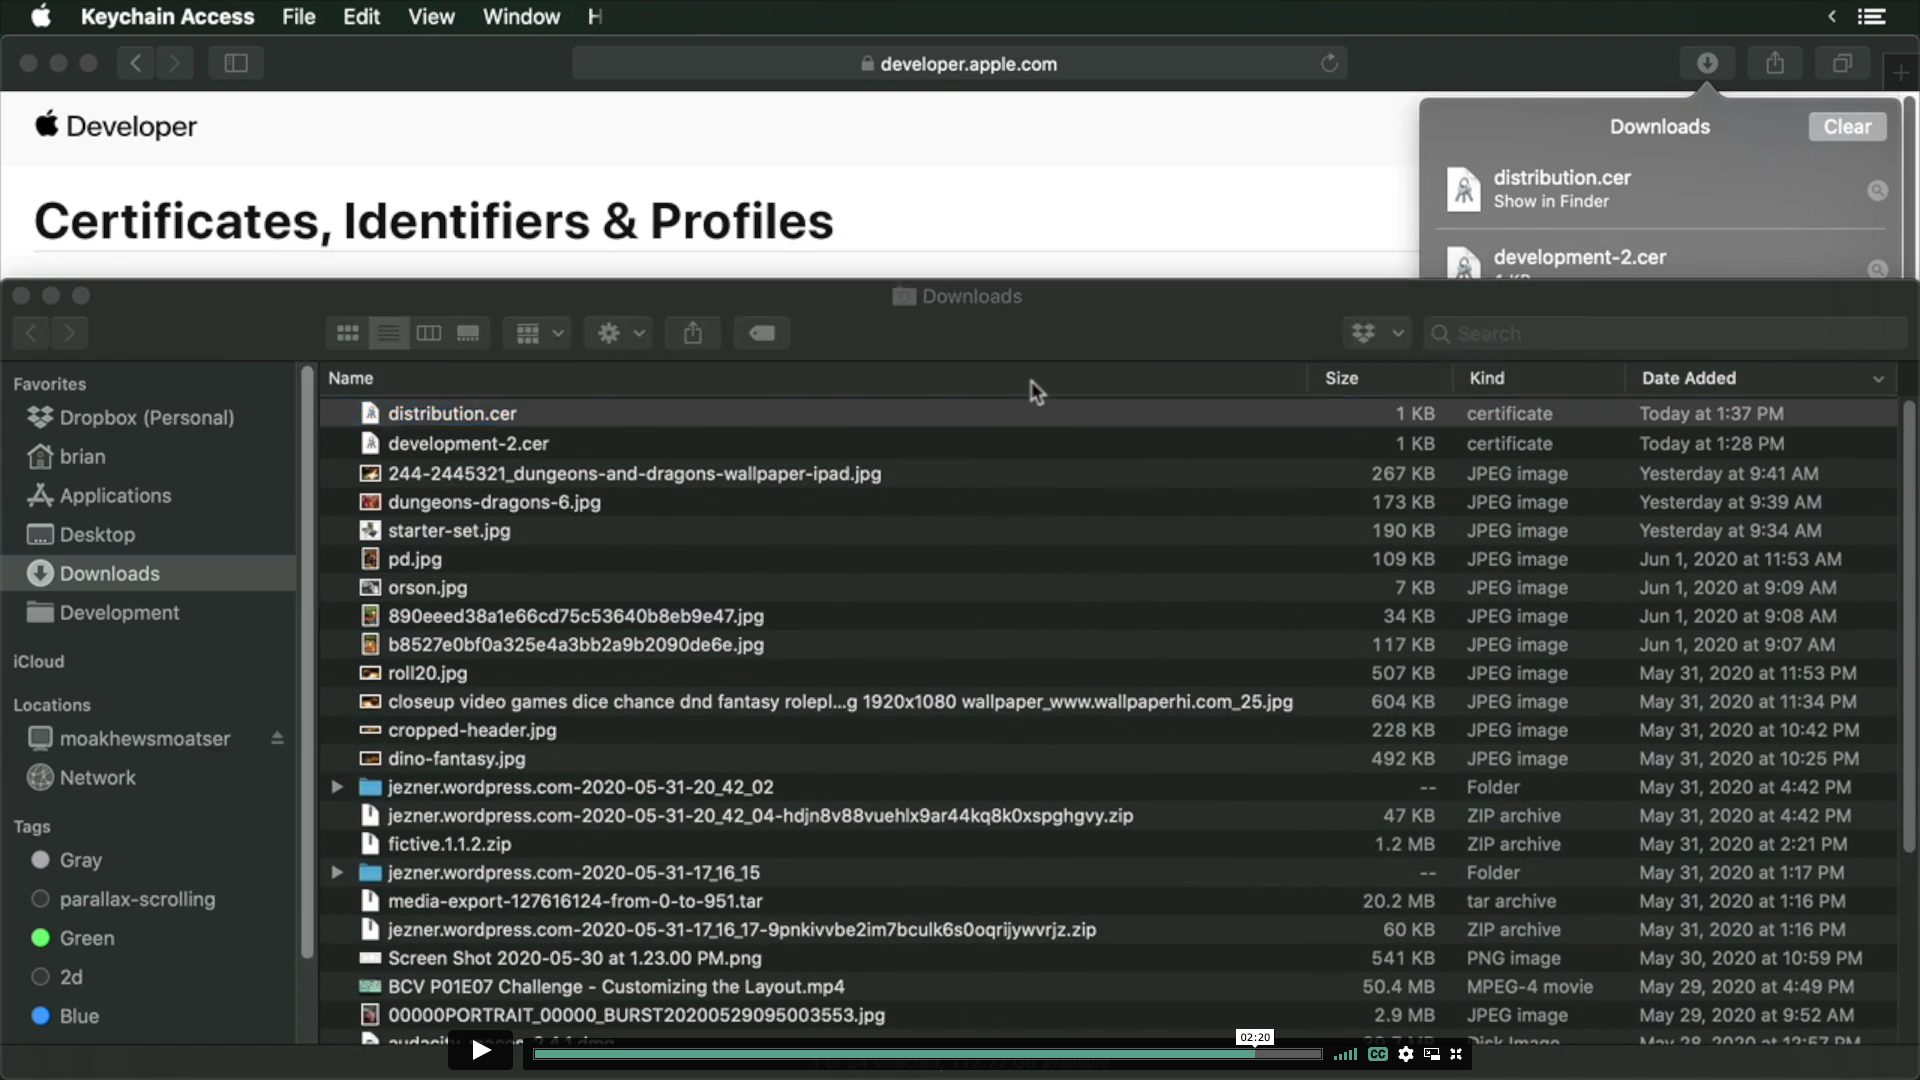 Keychain Access File Edit View Window H
developer.apple.com
Developer
Downloads Clear
distribution.cer
Show in Finder
Certificates, Identifiers & Profiles
development-2.cer
Downloads
Search
Favorites
Dropbox (Personal)
brian
Applications
Desktop
Downloads
Development
iCloud
Locations
moakhewsmoatser
Network
Tags
Gray
parallax-scrolling
Green
2d
Blue
Name Size Kind Date Added
distribution.cer 1 KB certificate Today at 1:37 PM
development-2.cer 1 KB certificate Today at 1:28 PM
244-2445321_dungeons-and-dragons-wallpaper-ipad.jpg 267 KB JPEG image Yesterday at 9:41 AM
dungeons-dragons-6.jpg 173 KB JPEG image Yesterday at 9:39 AM
starter-set.jpg 190 KB JPEG image Yesterday at 9:34 AM
pd.jpg 109 KB JPEG image Jun 1, 2020 at 11:53 AM
orson.jpg 7 KB JPEG image Jun 1, 2020 at 9:09 AM
890eeed38a1e66cd75c53640b8eb9e47.jpg 34 KB JPEG image Jun 1, 2020 at 9:08 AM
b8527e0bf0a325e4a3bb2a9b2090de6e.jpg 117 KB JPEG image Jun 1, 2020 at 9:07 AM
roll20.jpg 507 KB JPEG image May 31, 2020 at 11:53 PM
closeup video games dice chance dnd fantasy rolepl...g 1920x1080 wallpaper_www.wallpaperhi.com_25.jpg 604 KB JPEG image May 31, 2020 at 11:34 PM
cropped-header.jpg 228 KB JPEG image May 31, 2020 at 10:42 PM
dino-fantasy.jpg 492 KB JPEG image May 31, 2020 at 10:25 PM
jezner.wordpress.com-2020-05-31-20_42_02 -- Folder May 31, 2020 at 4:42 PM
jezner.wordpress.com-2020-05-31-20_42_04-hdjn8v88vuehlx9ar44kq8k0xspghgvy.zip 47 KB ZIP archive May 31, 2020 at 4:42 PM
fictive.1.1.2.zip 1.2 MB ZIP archive May 31, 2020 at 2:21 PM
jezner.wordpress.com-2020-05-31-17_16_15 -- Folder May 31, 2020 at 1:17 PM
media-export-127616124-from-0-to-951.tar 20.2 MB tar archive May 31, 2020 at 1:16 PM
jezner.wordpress.com-2020-05-31-17_16_17-9pnkivvbe2im7bculk6s0oqrijywvrjz.zip 60 KB ZIP archive May 31, 2020 at 1:16 PM
Screen Shot 2020-05-30 at 1.23.00 PM.png 541 KB PNG image May 30, 2020 at 10:59 PM
BCV P01E07 Challenge - Customizing the Layout.mp4 50.4 MB MPEG-4 movie May 29, 2020 at 4:49 PM
00000PORTRAIT_00000_BURST20200529095003553.jpg 2.9 MB JPEG image May 29, 2020 at 9:52 AM
Disk Image May 28, 2020 at 12:57 PM
02:20
CC